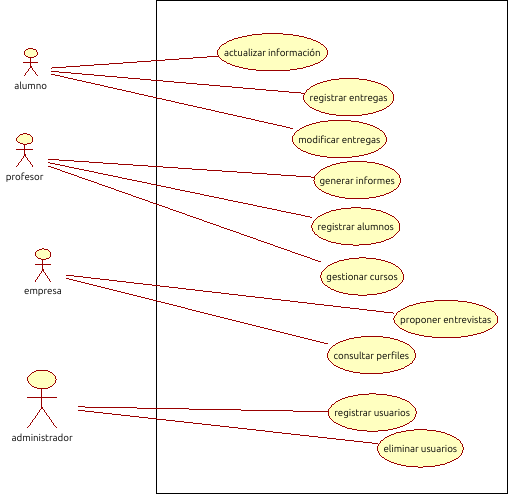 actualizar información
alumno
registrar entregas
modificar entregas
profesor
generar informes
registrar alumnos
gestionar cursos
empresa
proponer entrevistas
consultar perfiles
administrador
registrar usuarios
eliminar usuarios